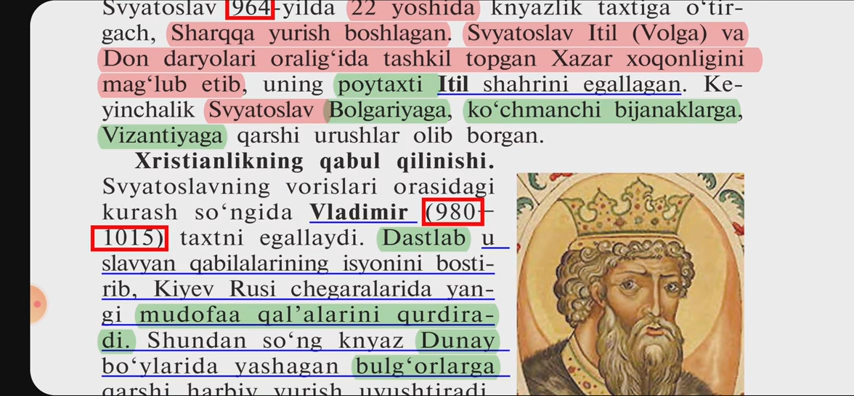 Svyatoslav 964-yilda 22 yoshida knyazlik taxtiga o‘tir-
gach, Sharqqa yurish boshlagan. Svyatoslav Itil (Volga) va
Don daryolari oralig‘ida tashkil topgan Xazar xoqonligini
mag‘lub etib, uning poytaxti Itil shahrini egallagan. Ke-
yinchalik Svyatoslav Bolgariyaga, ko‘chmanchi bijanaklarga,
Vizantiyaga qarshi urushlar olib borgan.
Xristianlikning qabul qilinishi.
Svyatoslavning vorislari orasidagi
kurash so‘ngida Vladimir (980–
1015) taxtni egallaydi. Dastlab u
slavyan qabilalarining isyonini bosti-
rib, Kiyev Rusi chegaralarida yan-
gi mudofaa qal’alarini qurdira-
di. Shundan so‘ng knyaz Dunay
bo‘ylarida yashagan bulg‘orlarga
qarshi harbiy yurish uyushtiradi.